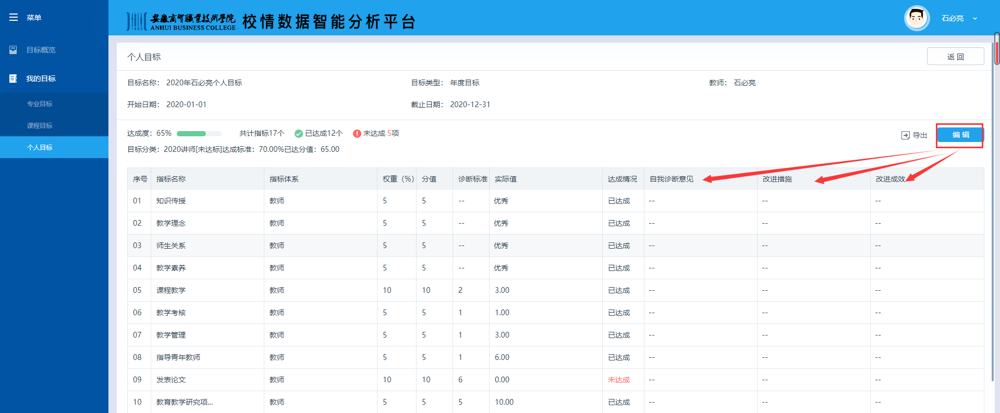 菜单
安徽商贸职业技术学院
ANHUI BUSINESS COLLEGE
校情数据智能分析平台
石必亮
目标概览
我的目标
专业目标
课程目标
个人目标
个人目标
返 回
目标名称： 2020年石必亮个人目标 目标类型： 年度目标 教师： 石必亮
开始日期： 2020-01-01 截止日期： 2020-12-31
达成度：65% 共计指标17个 已达成12个 未达成 5项 导出 编 辑
目标分类：2020讲师[未达标]达成标准：70.00%已达分值：65.00
序号 指标名称 指标体系 权重（%） 分值 诊断标准 实际值 达成情况 自我诊断意见 改进措施 改进成效
01 知识传授 教师 5 5 -- 优秀 已达成 -- -- --
02 教学理念 教师 5 5 -- 优秀 已达成 -- -- --
03 师生关系 教师 5 5 -- 优秀 已达成 -- -- --
04 教学素养 教师 5 5 -- 优秀 已达成 -- -- --
05 课程教学 教师 10 10 2 3.00 已达成 -- -- --
06 教学考核 教师 5 5 1 1.00 已达成 -- -- --
07 教学管理 教师 5 5 1 3.00 已达成 -- -- --
08 指导青年教师 教师 5 5 1 6.00 已达成 -- -- --
09 发表论文 教师 10 10 6 0.00 未达成 -- -- --
10 教育教学研究项... 教师 5 5 5 10.00 已达成 -- -- --